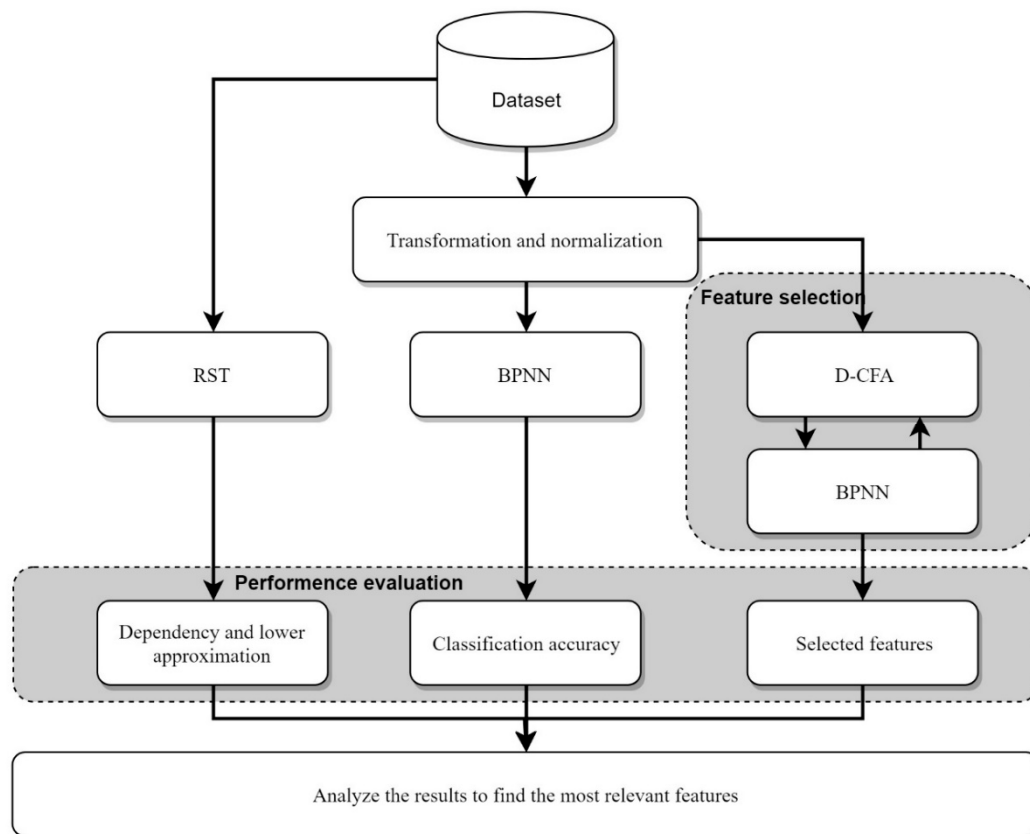 Dataset
Transformation and normalization
Feature selection
RST
BPNN
D-CFA
BPNN
Performence evaluation
Dependency and lower
approximation
Classification accuracy
Selected features
Analyze the results to find the most relevant features